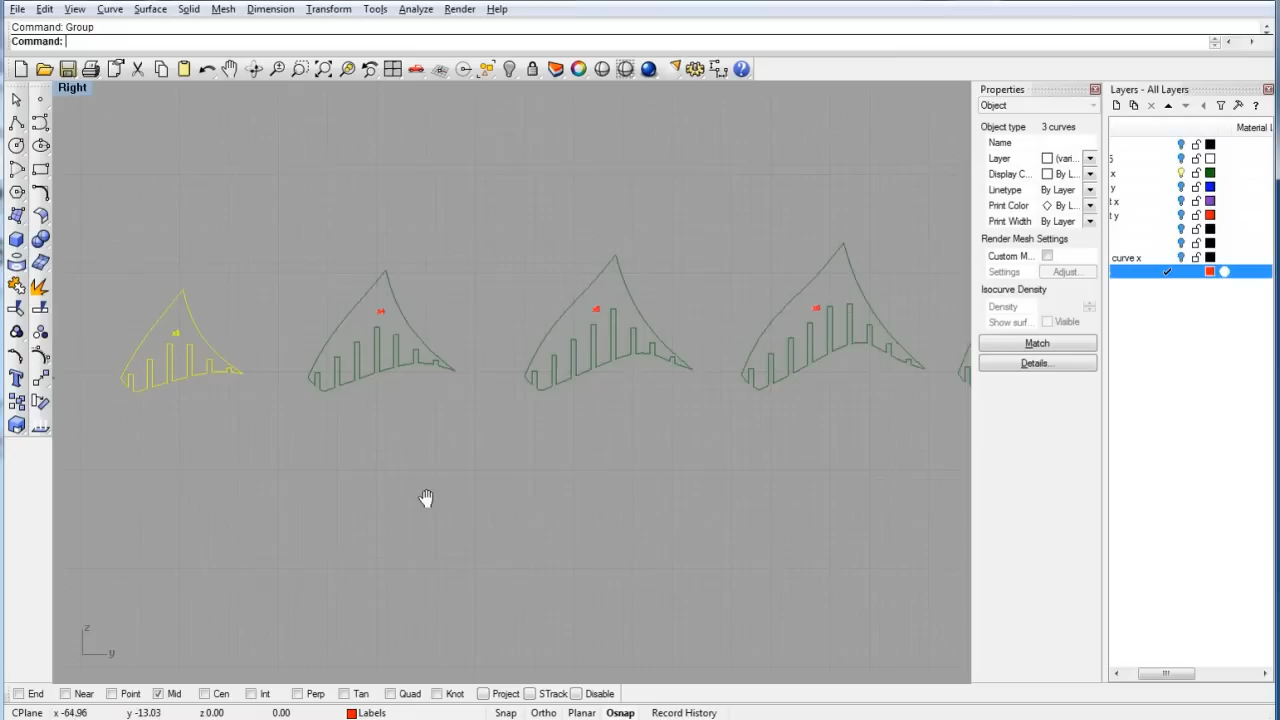 File Edit View Curve Surface Solid Mesh Dimension Transform Tools Analyze Render Help
Command: Group
Command:
Right
Properties
Object
Object type 3 curves
Name
Layer (vari...
Display C... By L...
Linetype By Layer
Print Color By L...
Print Width By Layer
Render Mesh Settings
Custom M...
Settings Adjust...
Isocurve Density
Density
Show surf... Visible
Match
Details...
Layers - All Layers
Material L
5
x
y
t x
t y
curve x
x4
z
y
End Near Point Mid Cen Int Perp Tan Quad Knot Project STrack Disable
CPlane x -64.96 y -13.03 z 0.00 0.00 Labels Snap Ortho Planar Osnap Record History